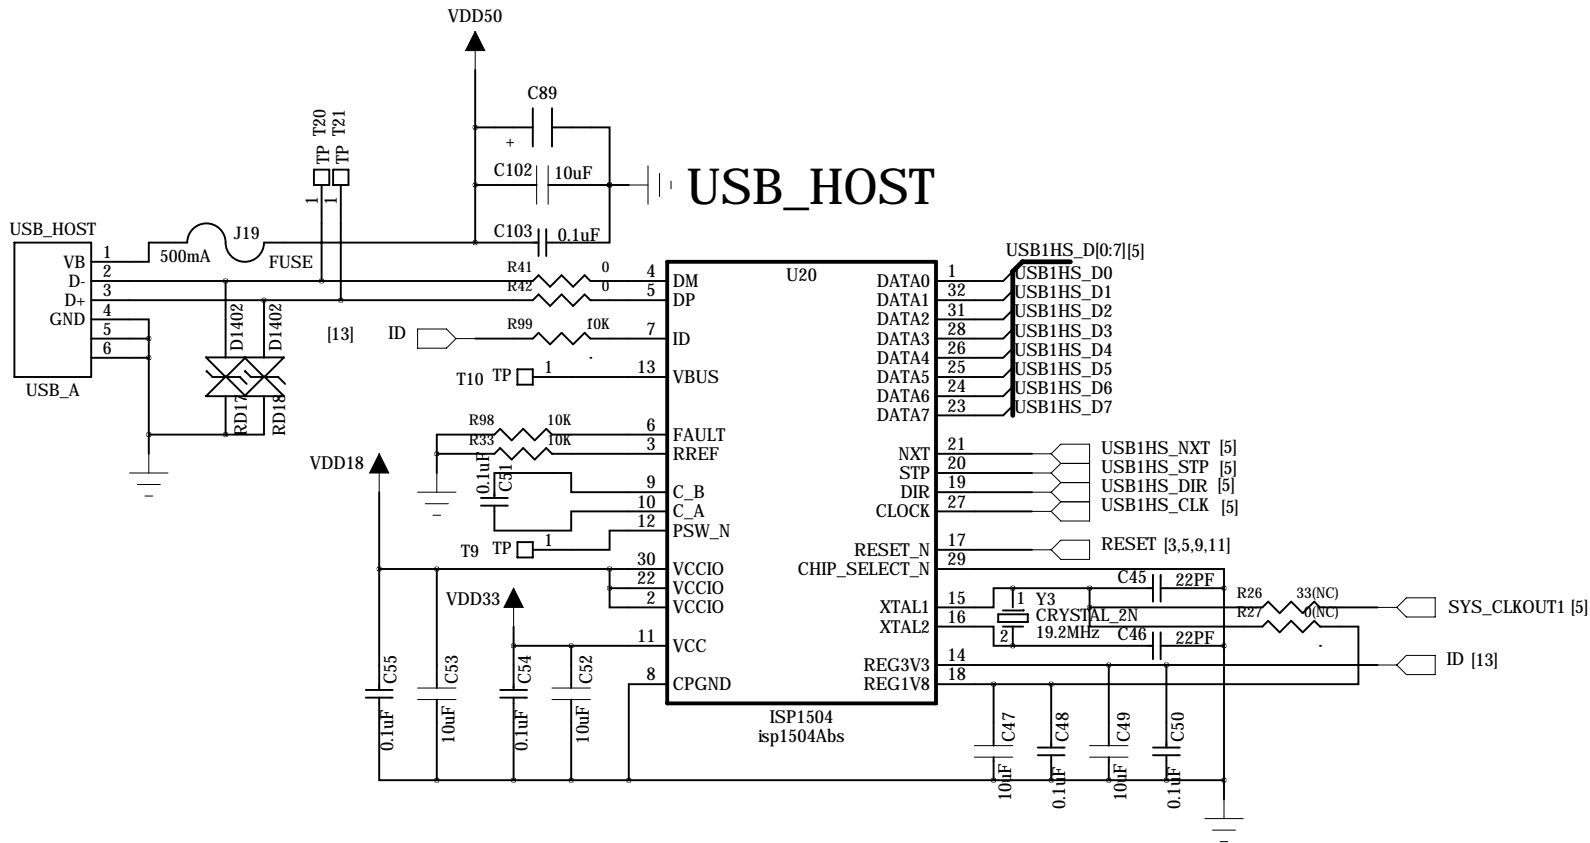 VDD50
C89
+
C102 10uF
USB_HOST
C103 0.1uF
TP T20
TP T21
1
1
USB_HOST
VB 1
D- 2
D+ 3
GND 4
5
6
USB_A
J19
500mA
FUSE
D1402
D1402
RD17
RD18
R41 0
R42 0
[13] ID
R99 10K
T10 TP 1
R98 10K
R33 10K
0.1uF C51
T9 TP 1
VDD18
VDD33
C55 0.1uF
C53 10uF
C54 0.1uF
C52 10uF
U20
4 DM
5 DP
7 ID
13 VBUS
6 FAULT
3 RREF
9 C_B
10 C_A
12 PSW_N
30 VCCIO
22 VCCIO
2 VCCIO
11 VCC
8 CPGND
DATA0 1
DATA1 32
DATA2 31
DATA3 28
DATA4 26
DATA5 25
DATA6 24
DATA7 23
NXT 21
STP 20
DIR 19
CLOCK 27
RESET_N 17
CHIP_SELECT_N 29
XTAL1 15
XTAL2 16
REG3V3 14
REG1V8 18
ISP1504
isp1504Abs
USB1HS_D[0:7][5]
USB1HS_D0
USB1HS_D1
USB1HS_D2
USB1HS_D3
USB1HS_D4
USB1HS_D5
USB1HS_D6
USB1HS_D7
USB1HS_NXT [5]
USB1HS_STP [5]
USB1HS_DIR [5]
USB1HS_CLK [5]
RESET [3,5,9,11]
C45 22PF
1 Y3
CRYSTAL_2N
2 19.2MHz
C46 22PF
R26 33(NC)
R27 0(NC)
SYS_CLKOUT1 [5]
ID [13]
C47 10uF
C48 0.1uF
C49 10uF
C50 0.1uF